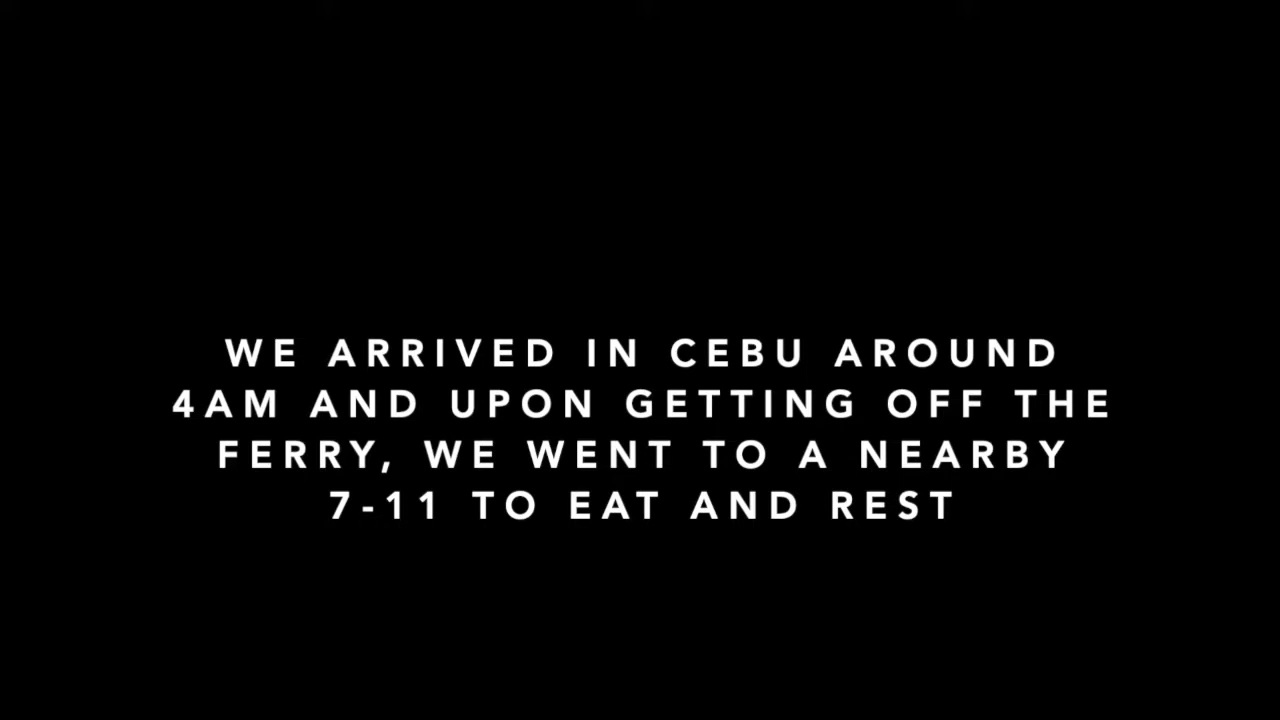 WE ARRIVED IN CEBU AROUND
4AM AND UPON GETTING OFF THE
FERRY, WE WENT TO A NEARBY
7-11 TO EAT AND REST